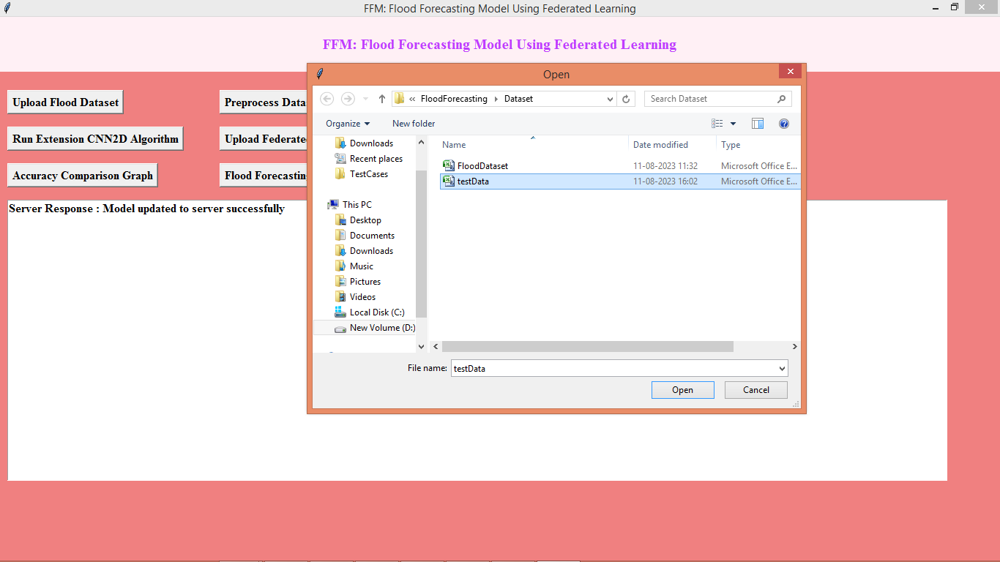 FFM: Flood Forecasting Model Using Federated Learning
FFM: Flood Forecasting Model Using Federated Learning
Upload Flood Dataset
Preprocess Data
Run Extension CNN2D Algorithm
Upload Federated
Accuracy Comparison Graph
Flood Forecasting
Server Response : Model updated to server successfully
Open
« FloodForecasting Dataset
Search Dataset
Organize
New folder
Downloads
Recent places
TestCases
This PC
Desktop
Documents
Downloads
Music
Pictures
Videos
Local Disk (C:)
New Volume (D:)
Name Date modified Type
FloodDataset 11-08-2023 11:32 Microsoft Office E...
testData 11-08-2023 16:02 Microsoft Office E...
File name: testData
Open Cancel